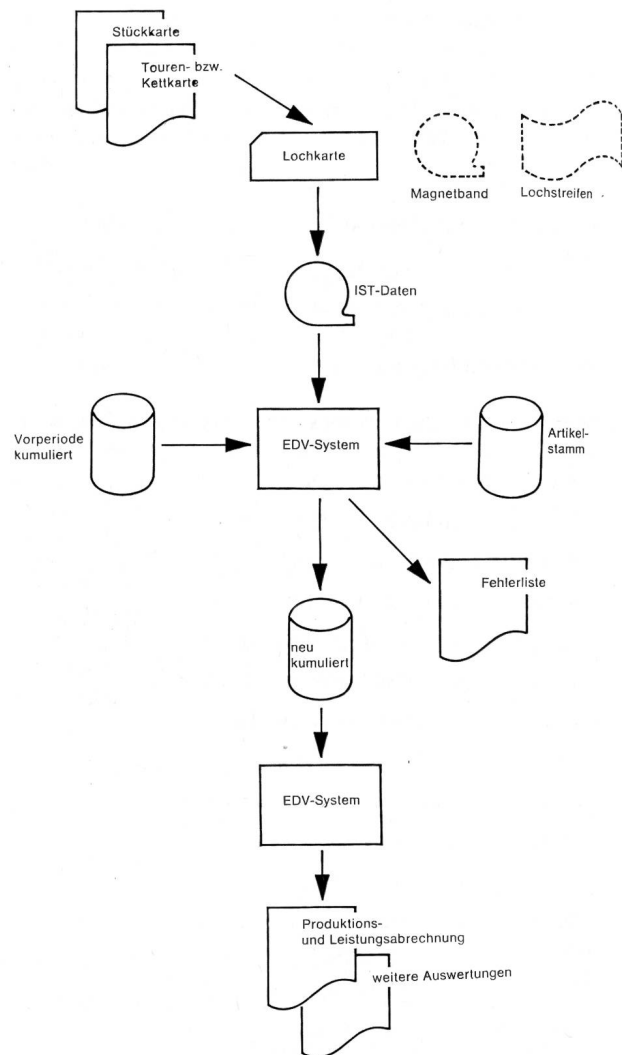 Stückkarte
Touren- bzw.
Kettkarte
Lochkarte
Magnetband
Lochstreifen
IST-Daten
Vorperiode
kumuliert
EDV-System
Artikel-
stamm
Fehlerliste
neu
kumuliert
EDV-System
Produktions-
und Leistungsabrechnung
weitere Auswertungen